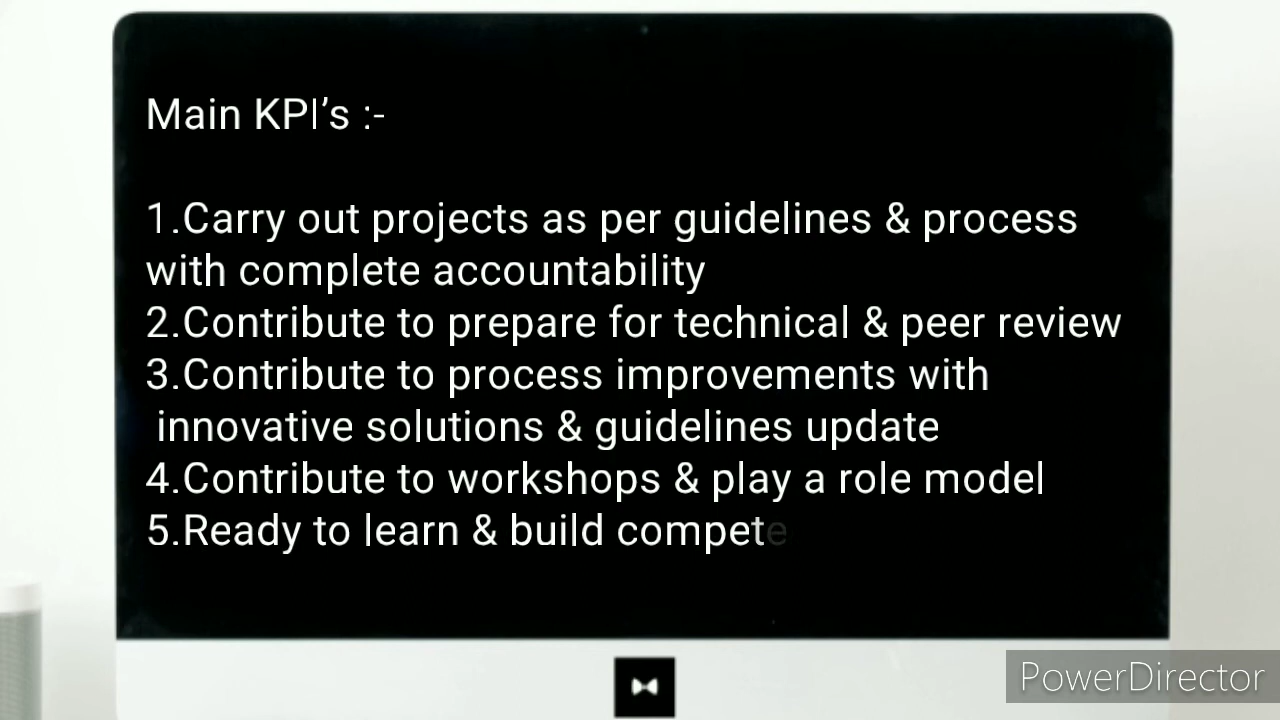 Main KPI’s :-
1.Carry out projects as per guidelines & process
with complete accountability
2.Contribute to prepare for technical & peer review
3.Contribute to process improvements with
innovative solutions & guidelines update
4.Contribute to workshops & play a role model
5.Ready to learn & build compete
PowerDirector